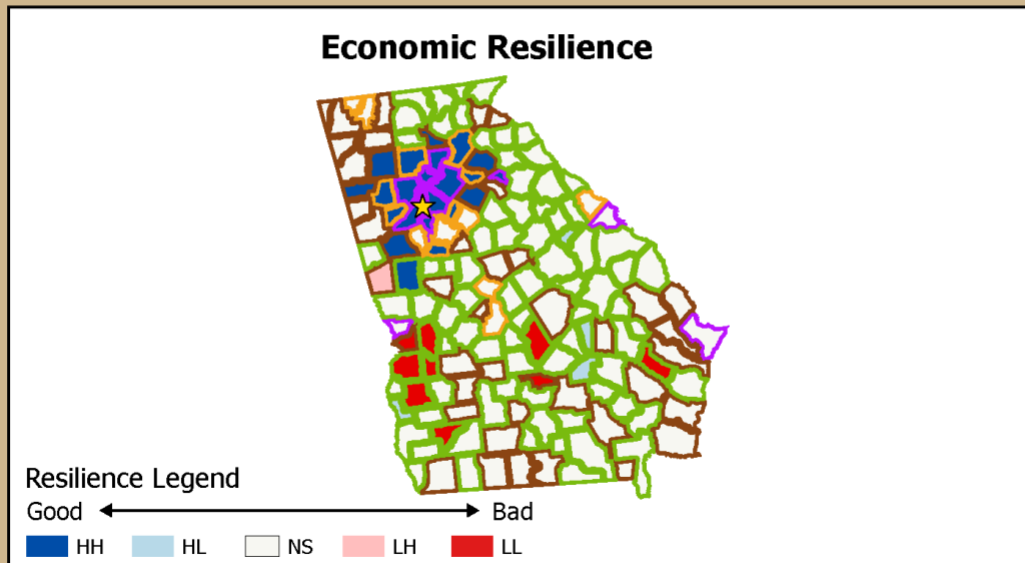 Economic Resilience
Resilience Legend
Good Bad
HH HL NS LH LL